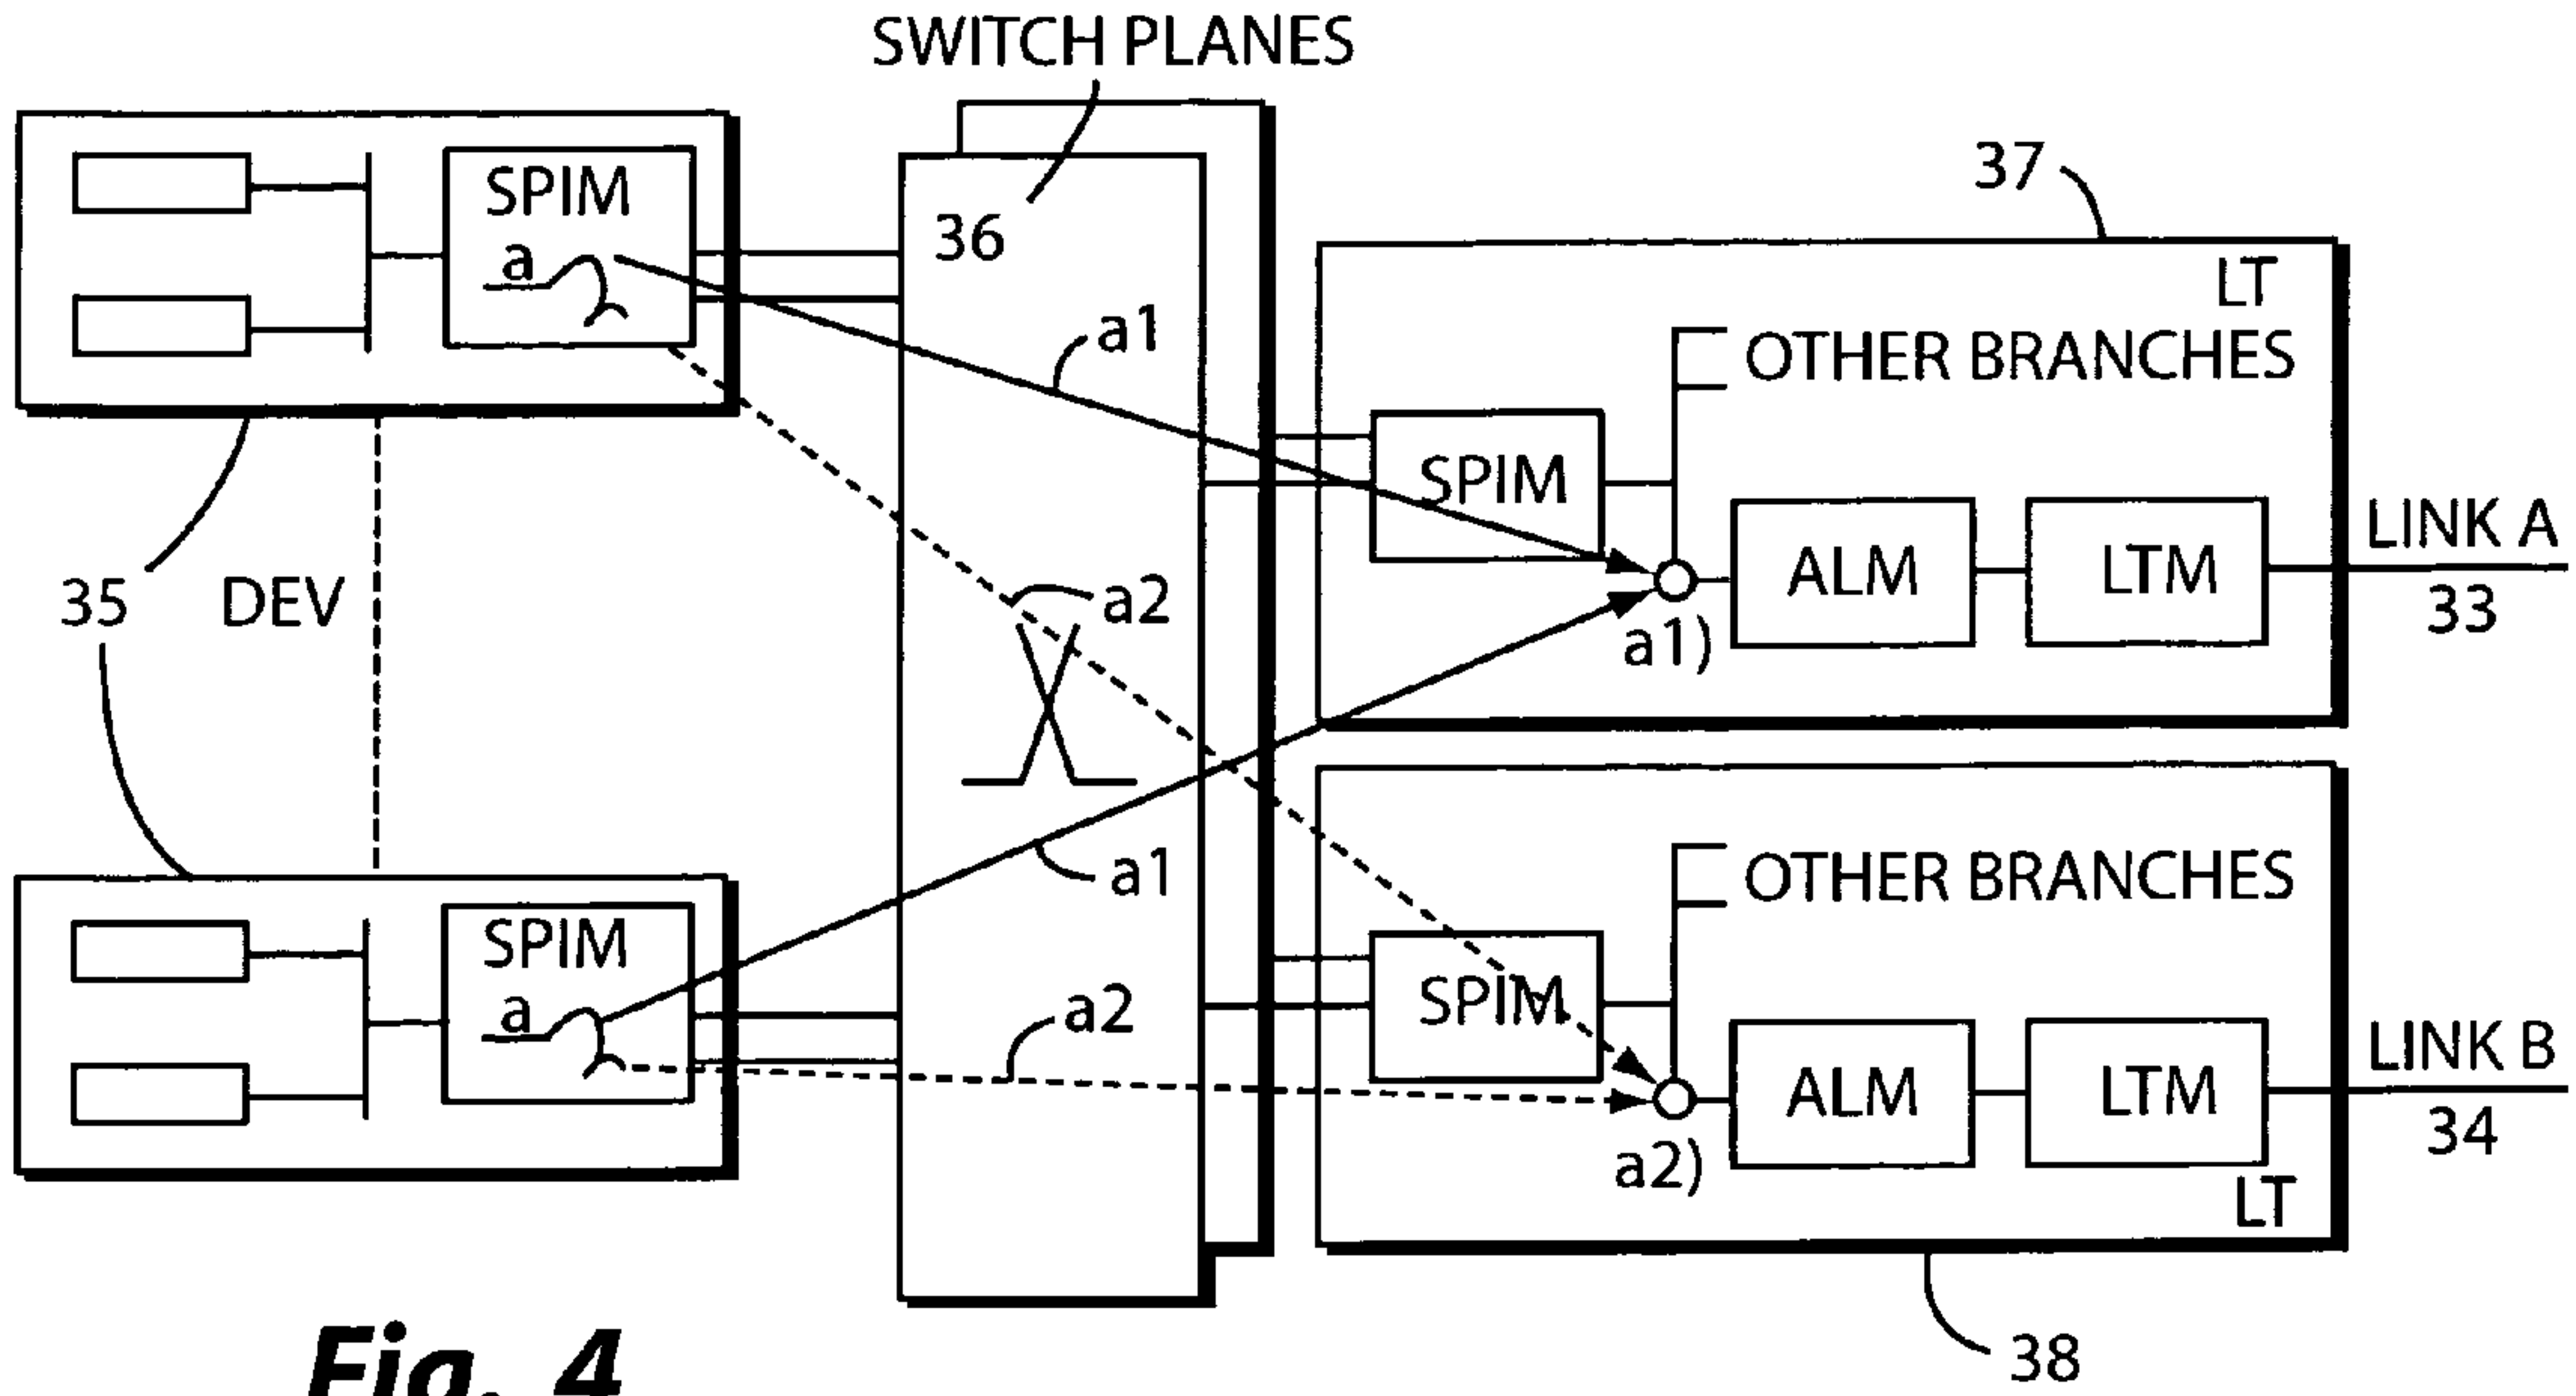 SWITCH PLANES
36
SPIM
a
a1
a2
37
LT
OTHER BRANCHES
SPIM
ALM
LTM
a1)
LINK A
33
35
DEV
SPIM
a
a1
a2
OTHER BRANCHES
SPIM
ALM
LTM
a2)
LINK B
34
LT
38
Fig. 4